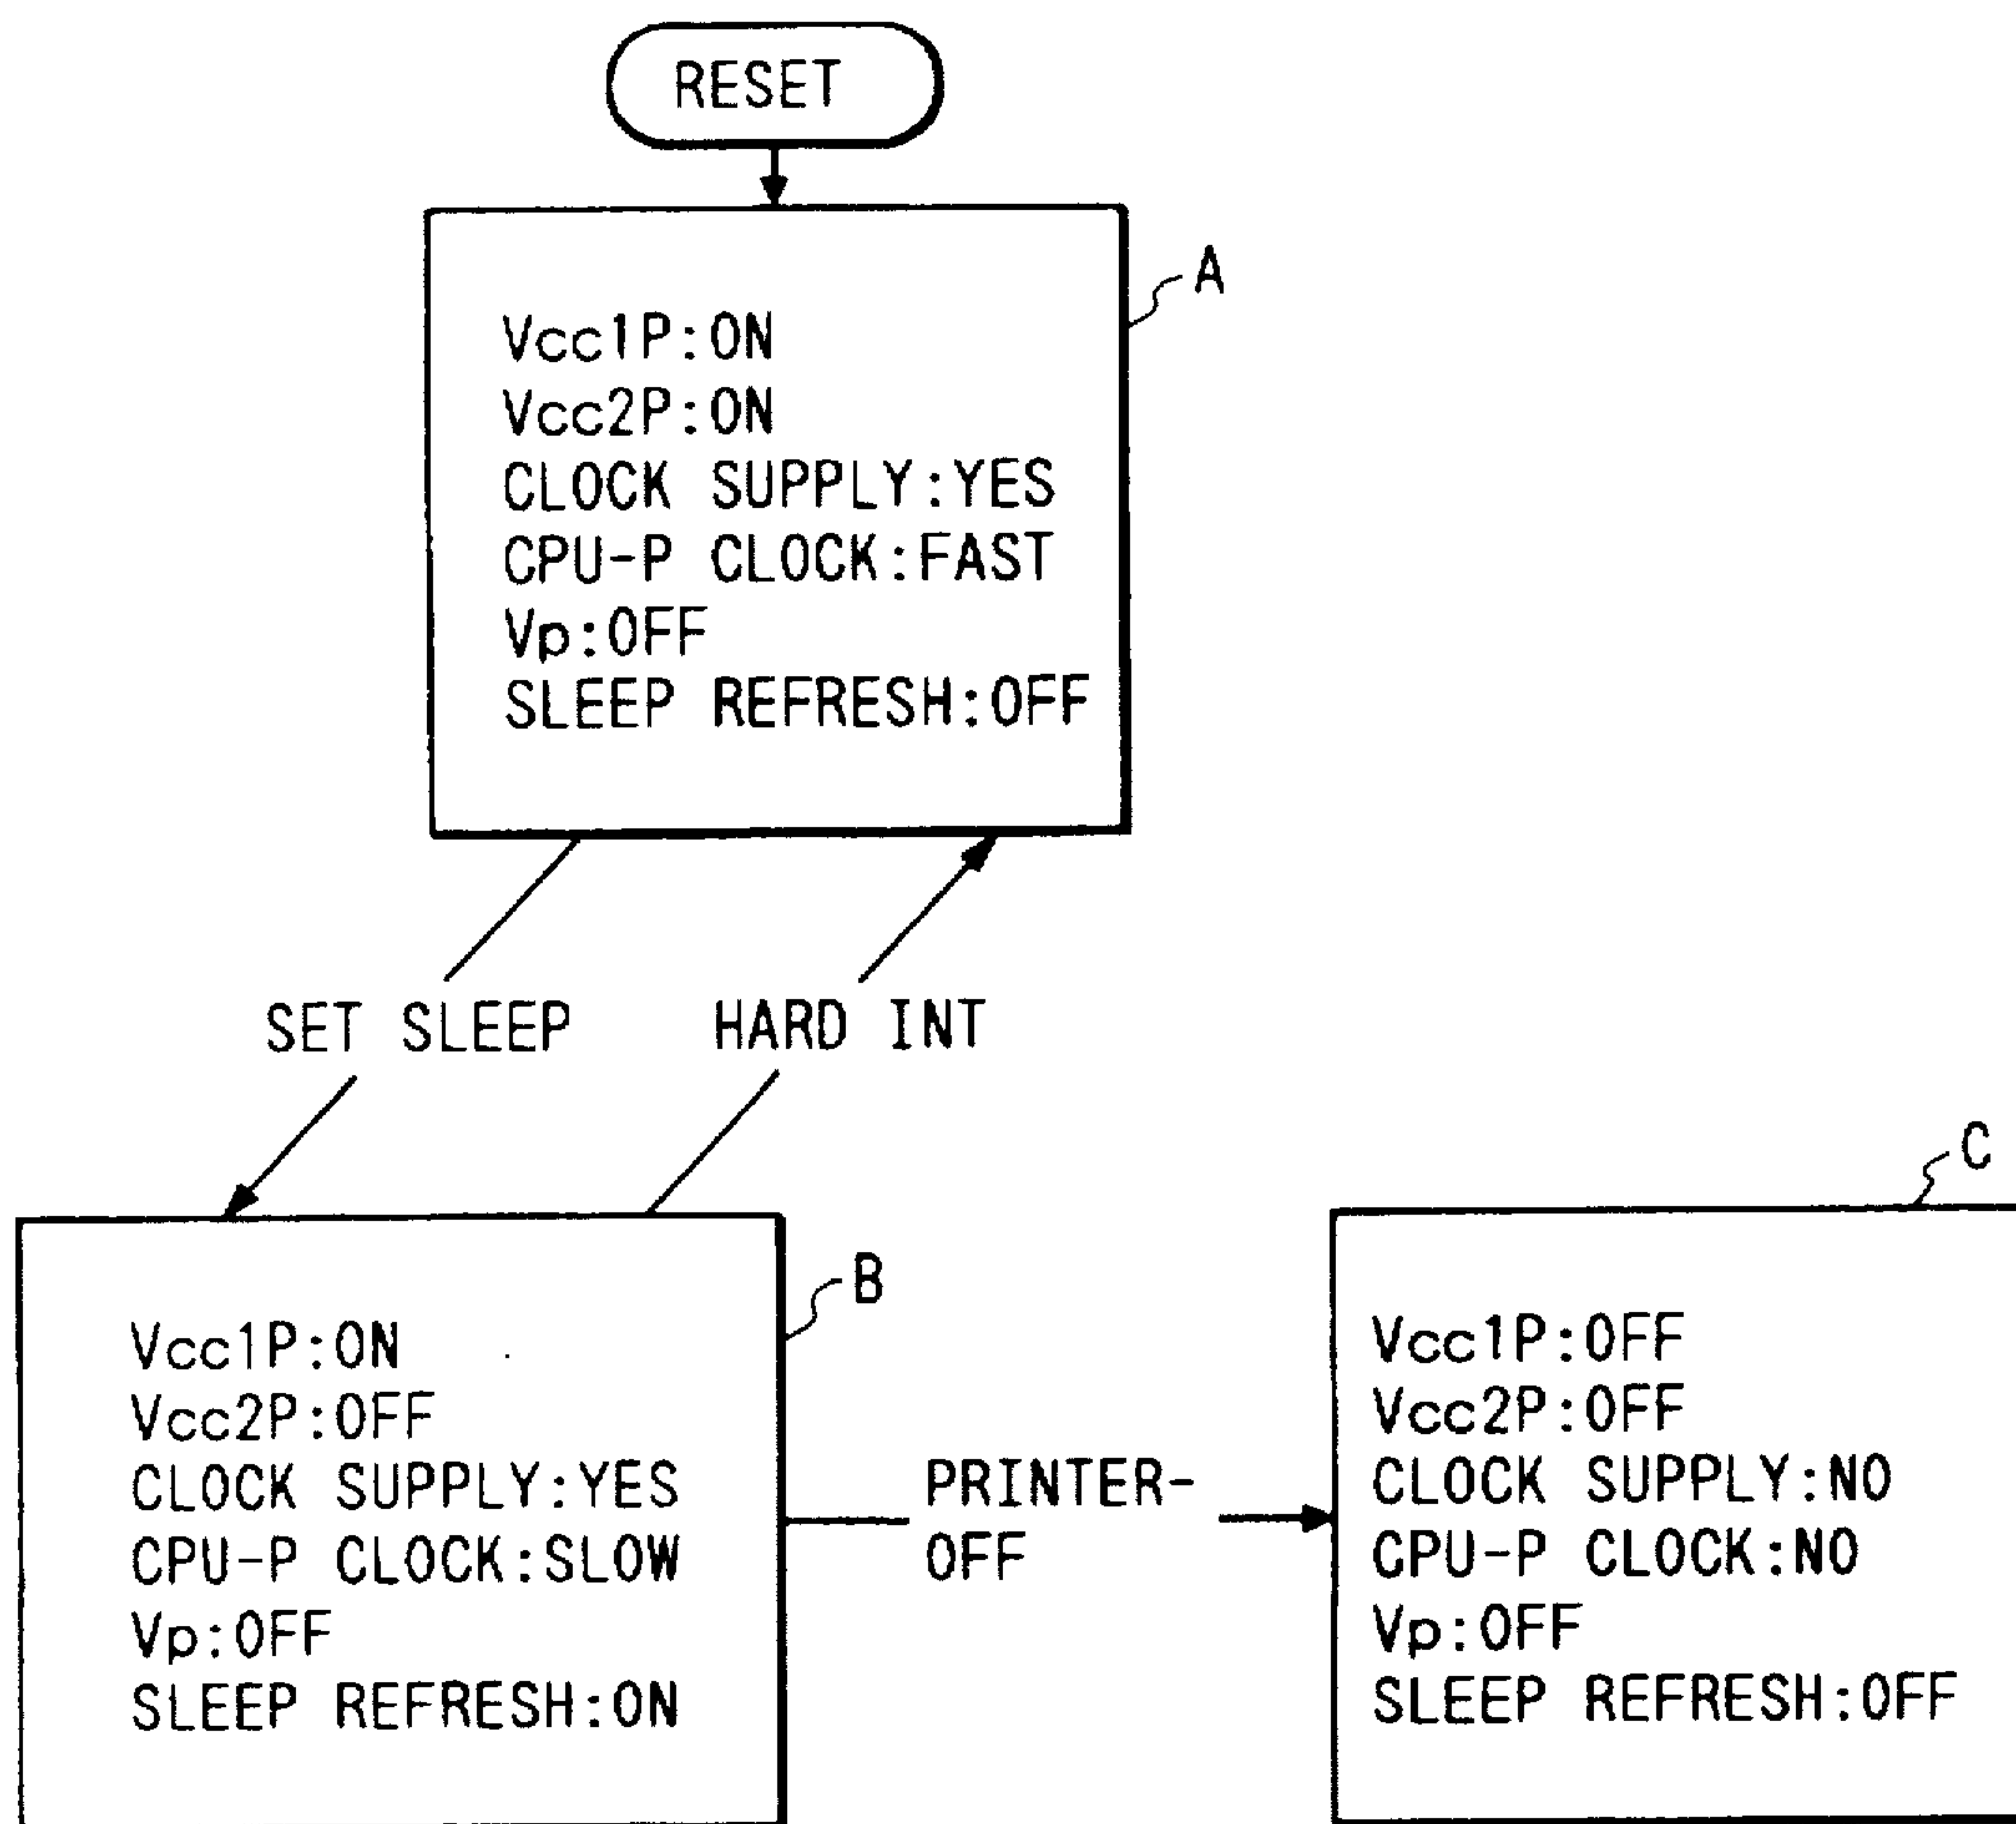 RESET
A
Vcc1P:ON
Vcc2P:ON
CLOCK SUPPLY:YES
CPU-P CLOCK:FAST
Vp:OFF
SLEEP REFRESH:OFF
SET SLEEP
HARD INT
B
Vcc1P:ON
Vcc2P:OFF
CLOCK SUPPLY:YES
CPU-P CLOCK:SLOW
Vp:OFF
SLEEP REFRESH:ON
PRINTER-
OFF
C
Vcc1P:OFF
Vcc2P:OFF
CLOCK SUPPLY:NO
CPU-P CLOCK:NO
Vp:OFF
SLEEP REFRESH:OFF